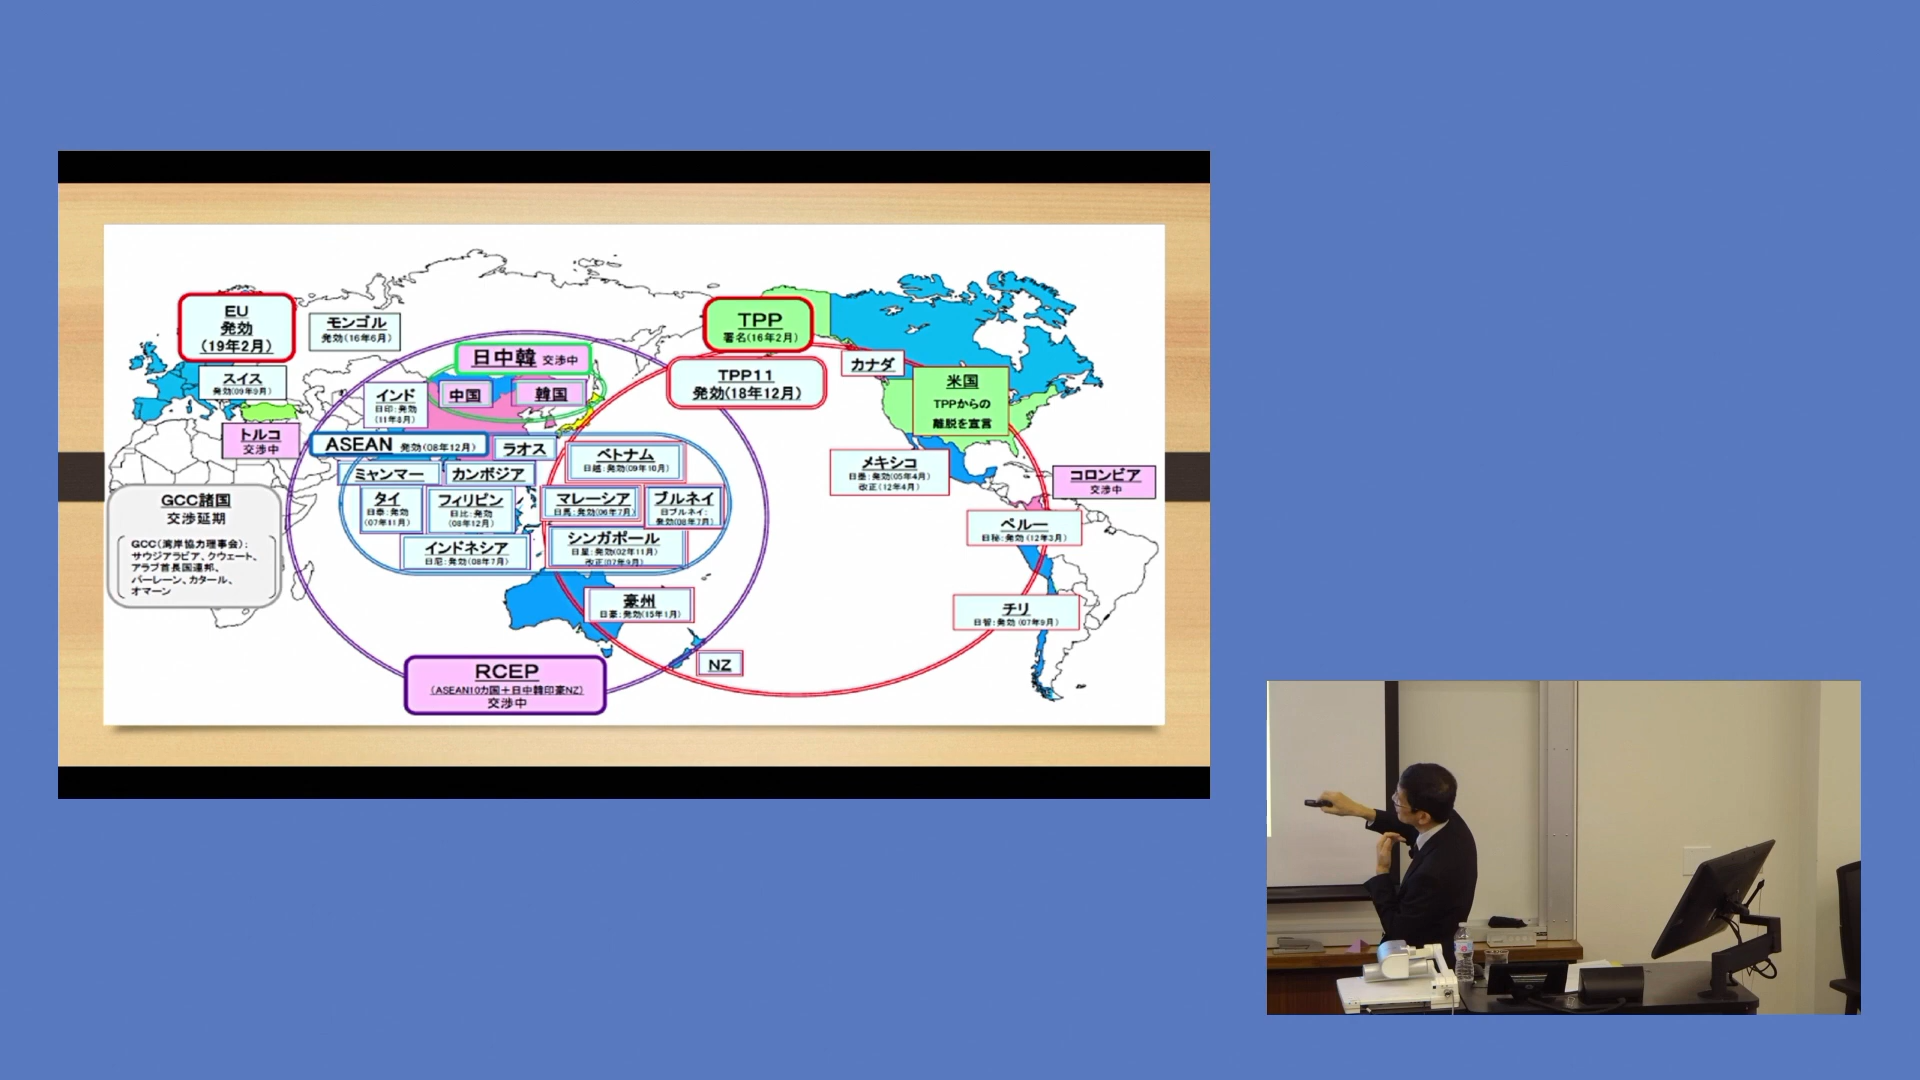 EU
発効
(19年2月)
モンゴル
発効(16年6月)
スイス
発効(09年9月)
トルコ
交渉中
GCC諸国
交渉延期
GCC(湾岸協力理事会):
サウジアラビア、クウェート、
アラブ首長国連邦、
バーレーン、カタール、
オマーン
日中韓 交渉中
中国
韓国
インド
日印:発効
(11年8月)
ASEAN 発効(08年12月)
ラオス
ミャンマー
カンボジア
タイ
日泰:発効
(07年11月)
フィリピン
日比:発効
(08年12月)
インドネシア
日尼:発効(08年7月)
ベトナム
日越:発効(09年10月)
マレーシア
日馬:発効(06年7月)
ブルネイ
日ブルネイ:
発効(08年7月)
シンガポール
日星:発効(02年11月)
改正(07年9月)
豪州
日豪:発効(15年1月)
NZ
RCEP
(ASEAN10カ国+日中韓印豪NZ)
交渉中
TPP
署名(16年2月)
TPP11
発効(18年12月)
カナダ
米国
TPPからの
離脱を宣言
メキシコ
日墨:発効(05年4月)
改正(12年4月)
コロンビア
交渉中
ペルー
日秘:発効(12年3月)
チリ
日智:発効(07年9月)